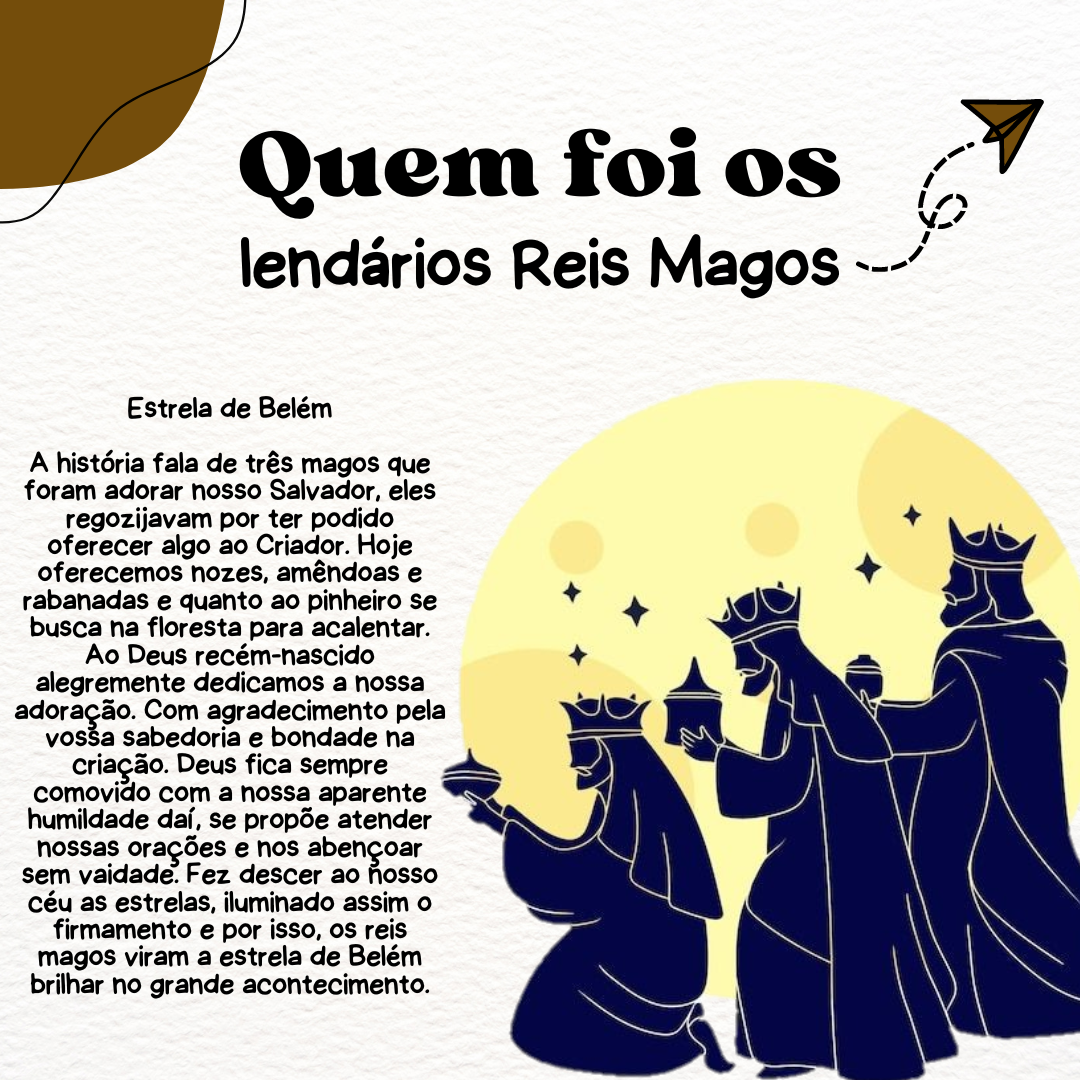 Quem foi os
lendários Reis Magos
Estrela de Belém
A história fala de três magos que
foram adorar nosso Salvador, eles
regozijavam por ter podido
oferecer algo ao Criador. Hoje
oferecemos nozes, amêndoas e
rabanadas e quanto ao pinheiro se
busca na floresta para acalentar.
Ao Deus recém-nascido
alegremente dedicamos a nossa
adoração. Com agradecimento pela
vossa sabedoria e bondade na
criação. Deus fica sempre
comovido com a nossa aparente
humildade daí, se propõe atender
nossas orações e nos abençoar
sem vaidade. Fez descer ao nosso
céu as estrelas, iluminado assim o
firmamento e por isso, os reis
magos viram a estrela de Belém
brilhar no grande acontecimento.